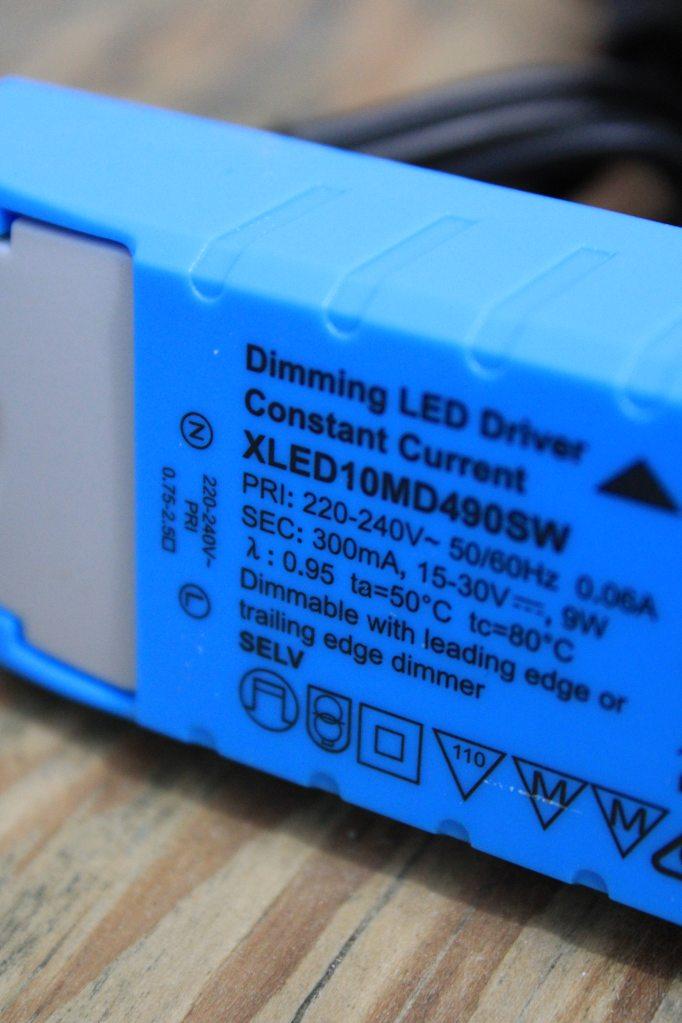 Dimming LED Driver
Constant Current
XLED10MD490SW
PRI: 220-240V~ 50/60Hz 0.06A
SEC: 300mA, 15-30V⎓, 9W
λ : 0.95 ta=50°C tc=80°C
Dimmable with leading edge or
trailing edge dimmer
SELV
110
M
M
N
220-240V~
PRI
0.75-2.5□
L